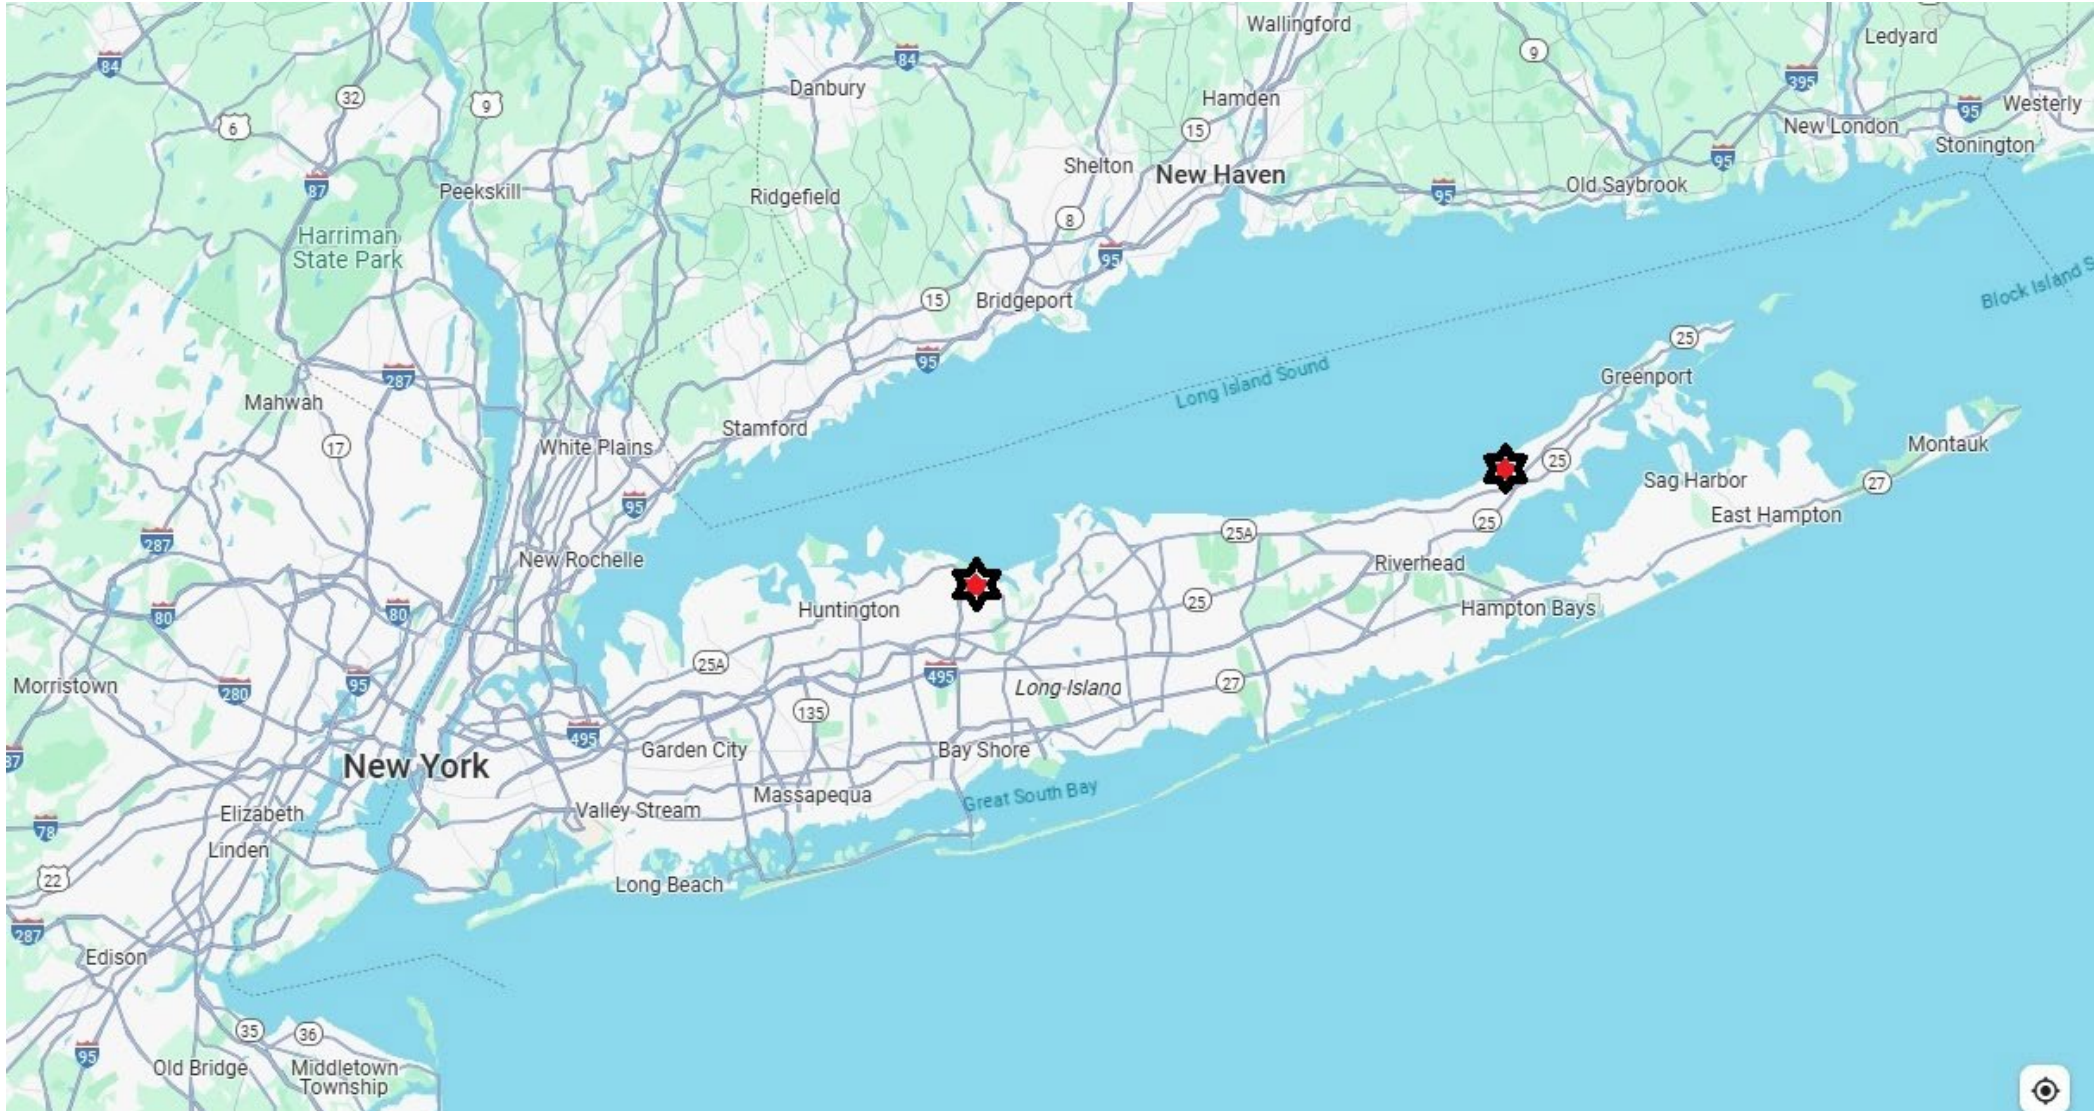 Wallingford
Ledyard
84
84
9
395
32
Danbury
9
Hamden
95
Westerly
6
15
New London
Stonington
Shelton
New Haven
95
87
Peekskill
Ridgefield
95
Old Saybrook
8
Harriman
State Park
95
15
Bridgeport
Block Island S
25
95
Long Island Sound
287
Greenport
Mahwah
Stamford
17
White Plains
Montauk
25
Sag Harbor
27
95
East Hampton
25
25A
287
New Rochelle
Riverhead
80
80
Huntington
25
Hampton Bays
25A
95
495
Morristown
280
Long Island
27
135
495
Garden City
Bay Shore
87
New York
Massapequa
Great South Bay
Elizabeth
Valley Stream
78
Linden
22
Long Beach
287
Edison
35
36
95
Old Bridge
Middletown
Township